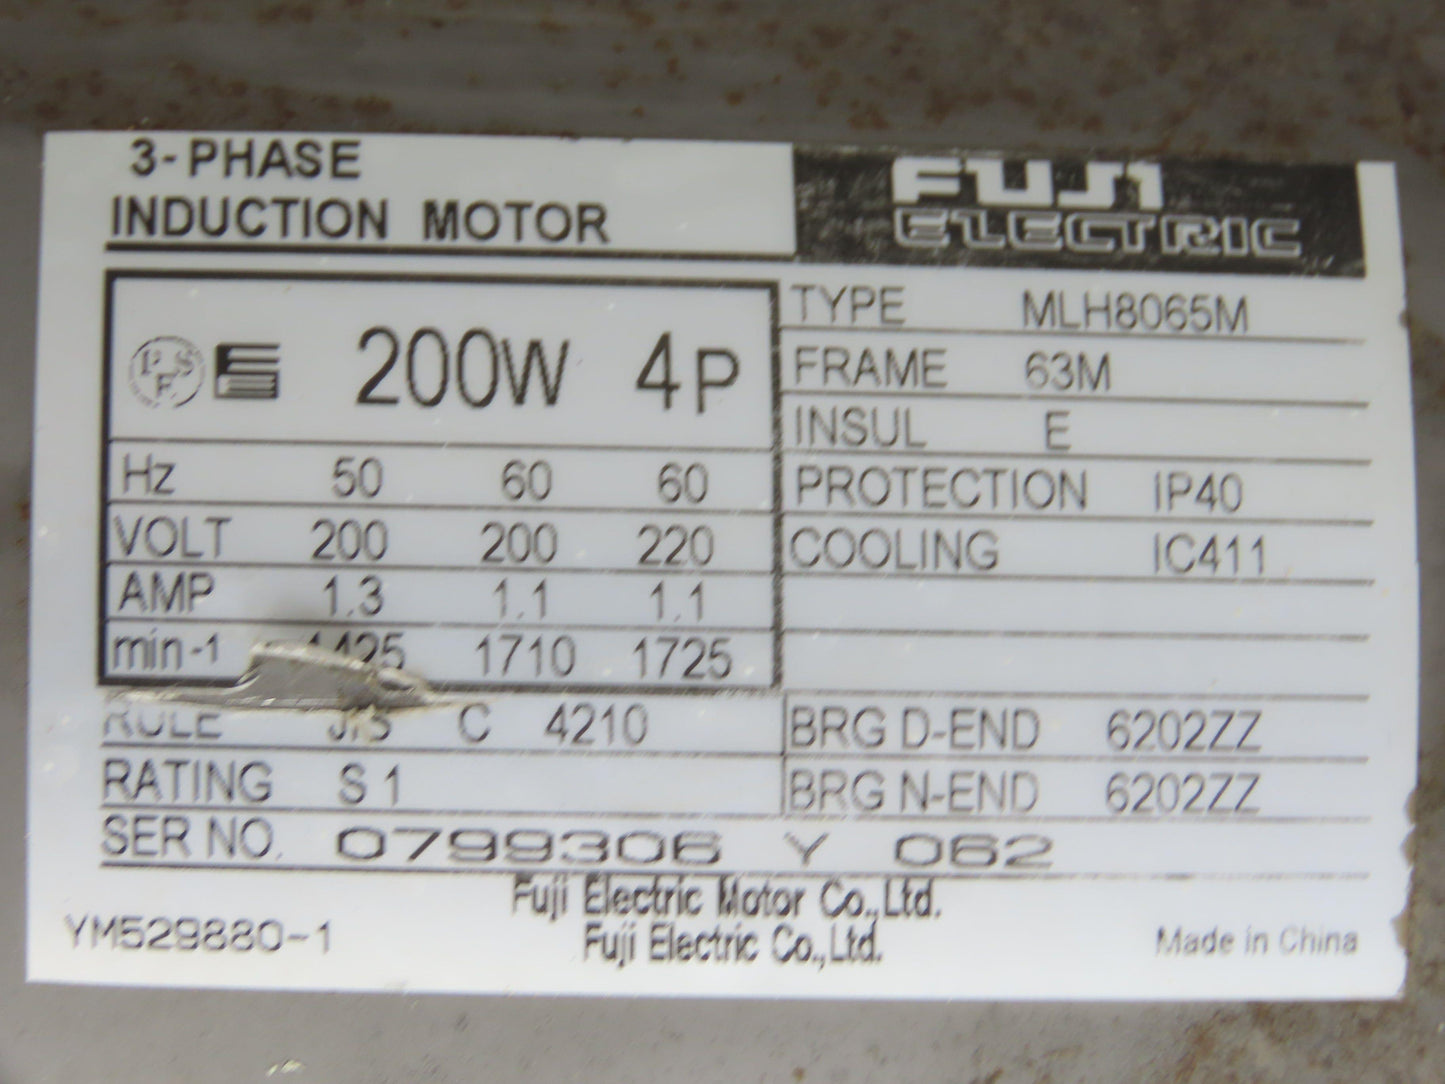 3-PHASE
INDUCTION MOTOR
FUJI
ELECTRIC
200W 4P
Hz 50 60 60
VOLT 200 200 220
AMP 1.3 1.1 1.1
min-1 1425 1710 1725
RULE JIS C 4210
RATING S1
SER NO. 0799306 Y 062
TYPE MLH8065M
FRAME 63M
INSUL E
PROTECTION IP40
COOLING IC411
BRG D-END 6202ZZ
BRG N-END 6202ZZ
Fuji Electric Motor Co.,Ltd.
Fuji Electric Co.,Ltd.
YM529880-1
Made in China